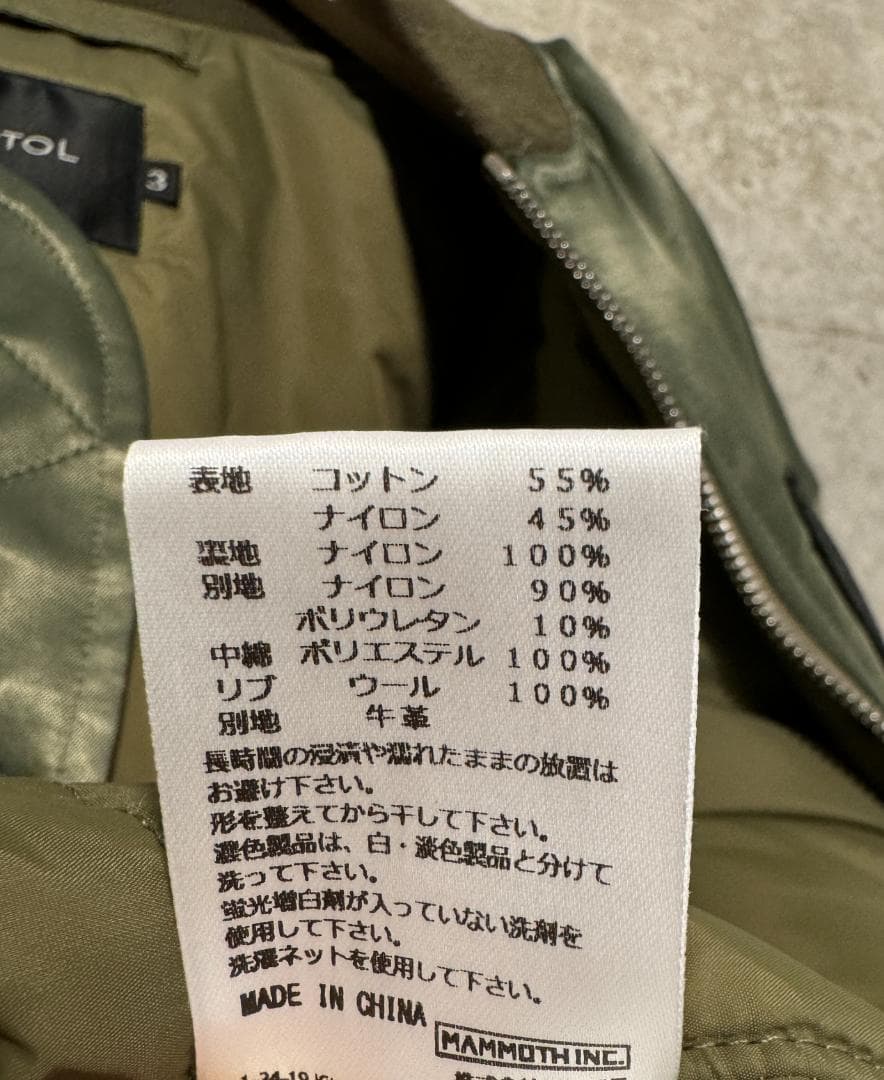 TOL
3
表地 コットン 55%
ナイロン 45%
裏地 ナイロン 100%
別地 ナイロン 90%
ポリウレタン 10%
中綿 ポリエステル 100%
リブ ウール 100%
別地 牛革
長時間の浸漬や濡れたままの放置は
お避け下さい。
形を整えてから干して下さい。
濃色製品は、白・淡色製品と分けて
洗って下さい。
蛍光増白剤が入っていない洗剤を
使用して下さい。
洗濯ネットを使用して下さい。
MADE IN CHINA
MAMMOTH INC.